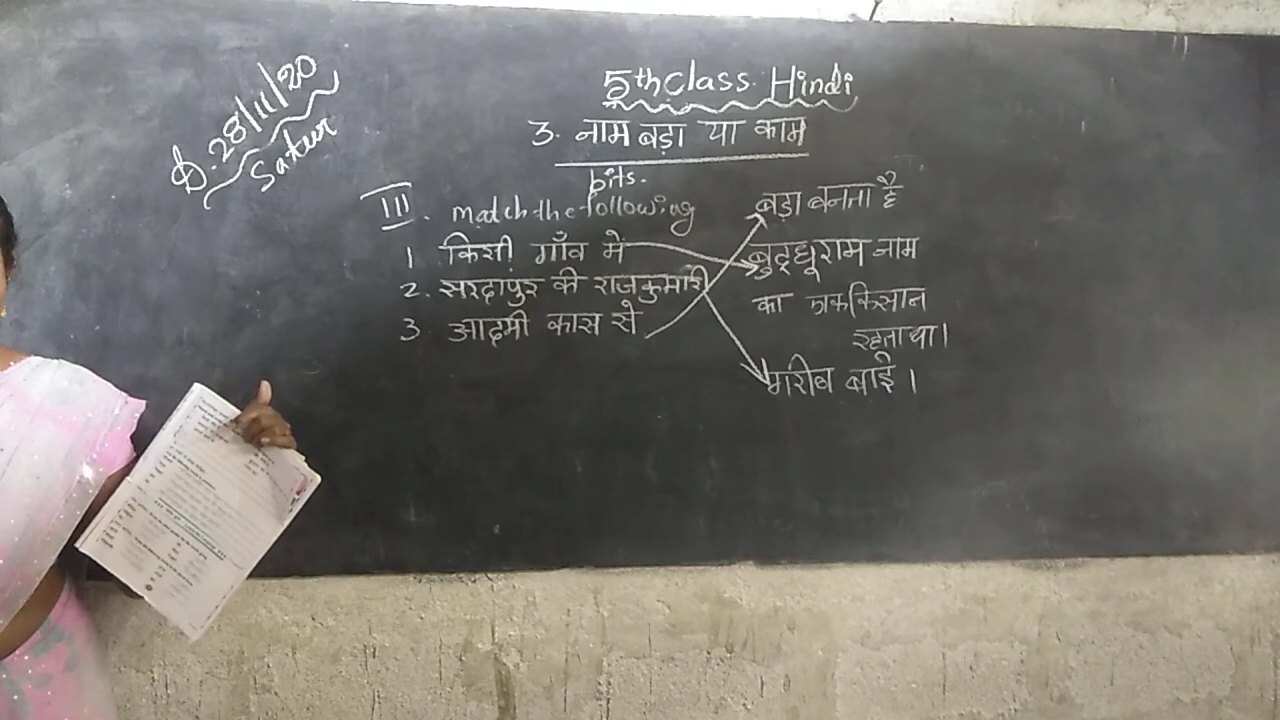 D. 28/11/20
Satur
5th class Hindi
3. नाम बड़ा या काम
bits.
III. match the following
1 किसी गाँव में
2. सरदापुर की राजकुमारी
3. आदमी कास से
बड़ा बनता है
बुद्धूराम नाम
का एक किसान
रहता था।
गरीब बाई।